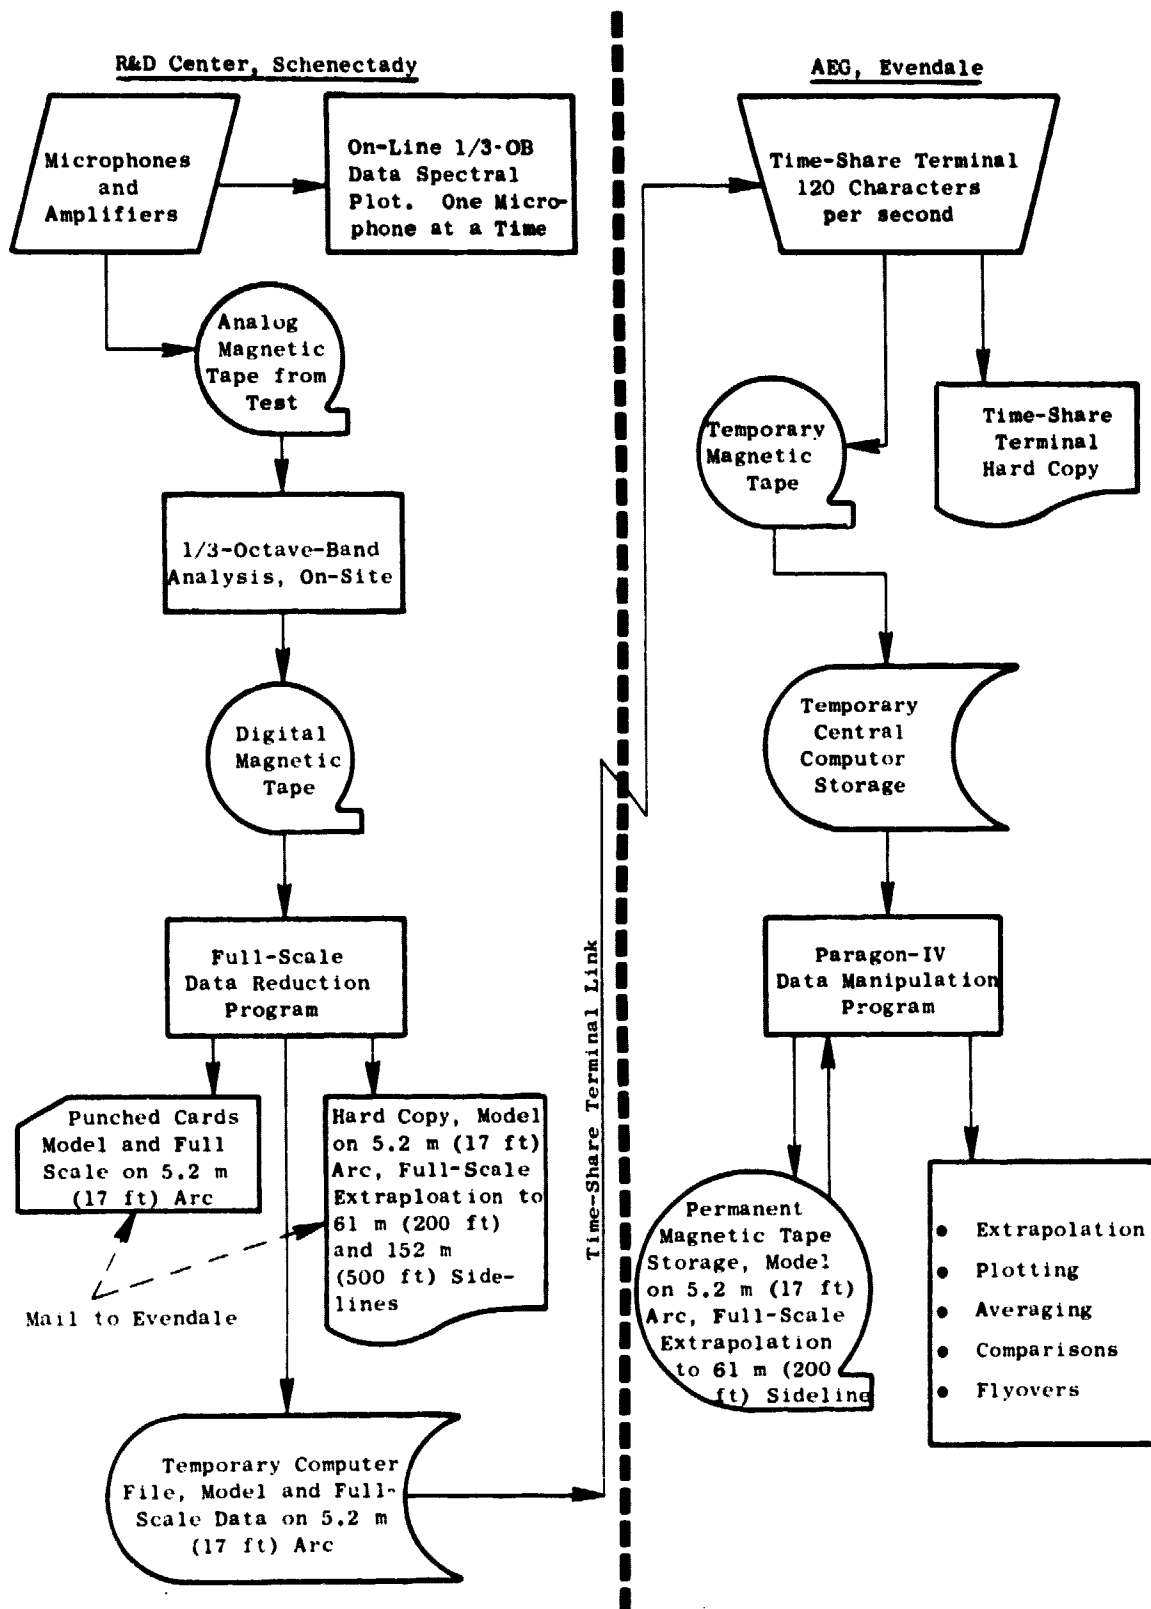 R&D Center, Schenectady
Microphones
and
Amplifiers
On-Line 1/3-OB
Data Spectral
Plot. One Micro-
phone at a Time
Analog
Magnetic
Tape from
Test
1/3-Octave-Band
Analysis, On-Site
Digital
Magnetic
Tape
Full-Scale
Data Reduction
Program
Punched Cards
Model and Full
Scale on 5.2 m
(17 ft) Arc
Hard Copy, Model
on 5.2 m (17 ft)
Arc, Full-Scale
Extraploation to
61 m (200 ft)
and 152 m
(500 ft) Side-
lines
Mail to Evendale
Temporary Computer
File, Model and Full-
Scale Data on 5.2 m
(17 ft) Arc
Time-Share Terminal Link
AEG, Evendale
Time-Share Terminal
120 Characters
per second
Temporary
Magnetic
Tape
Time-Share
Terminal
Hard Copy
Temporary
Central
Computor
Storage
Paragon-IV
Data Manipulation
Program
Permanent
Magnetic Tape
Storage, Model
on 5.2 m (17 ft)
Arc, Full-Scale
Extrapolation
to 61 m (200
ft) Sideline
• Extrapolation
• Plotting
• Averaging
• Comparisons
• Flyovers